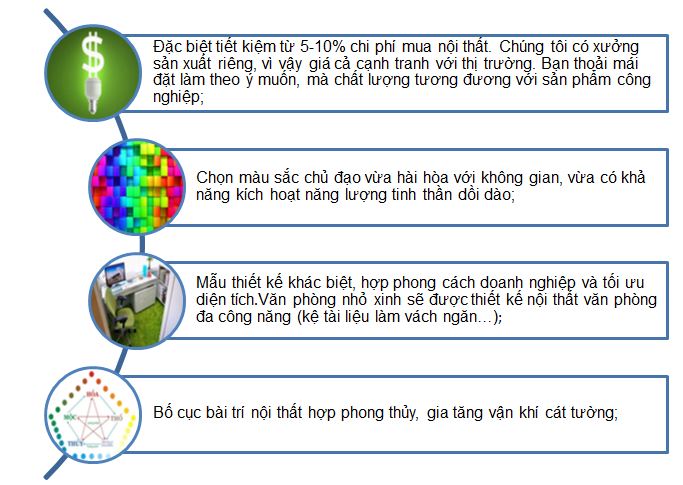 Đặc biệt tiết kiệm từ 5-10% chi phí mua nội thất. Chúng tôi có xưởng
sản xuất riêng, vì vậy giá cả cạnh tranh với thị trường. Bạn thoải mái
đặt làm theo ý muốn, mà chất lượng tương đương với sản phẩm công
nghiệp;
Chọn màu sắc chủ đạo vừa hài hòa với không gian, vừa có khả
năng kích hoạt năng lượng tinh thần dồi dào;
Mẫu thiết kế khác biệt, hợp phong cách doanh nghiệp và tối ưu
diện tích.Văn phòng nhỏ xinh sẽ được thiết kế nội thất văn phòng
đa công năng (kệ tài liệu làm vách ngăn…);
HỎA
MỘC
THỔ
THỦY
Bố cục bài trí nội thất hợp phong thủy, gia tăng vận khí cát tường;